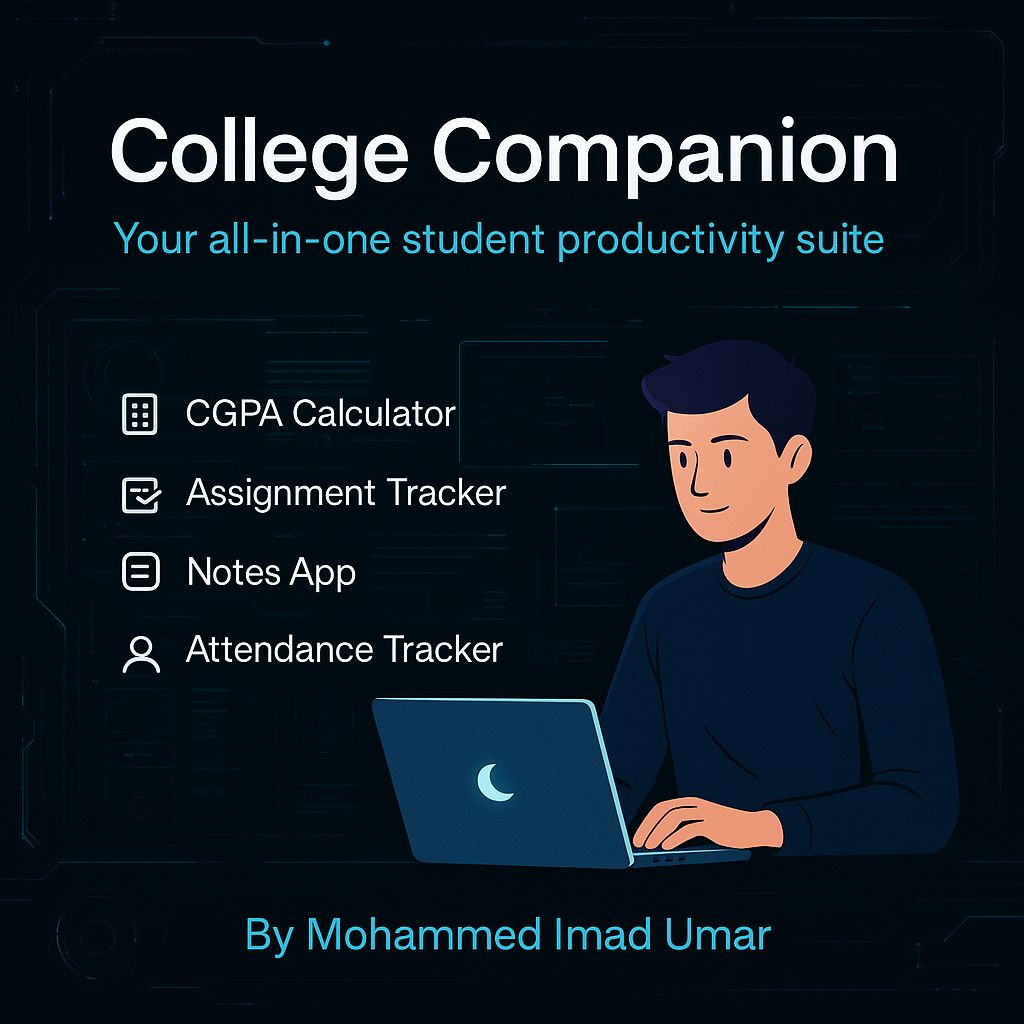 College Companion
Your all-in-one student productivity suite
CGPA Calculator
Assignment Tracker
Notes App
Attendance Tracker
By Mohammed Imad Umar